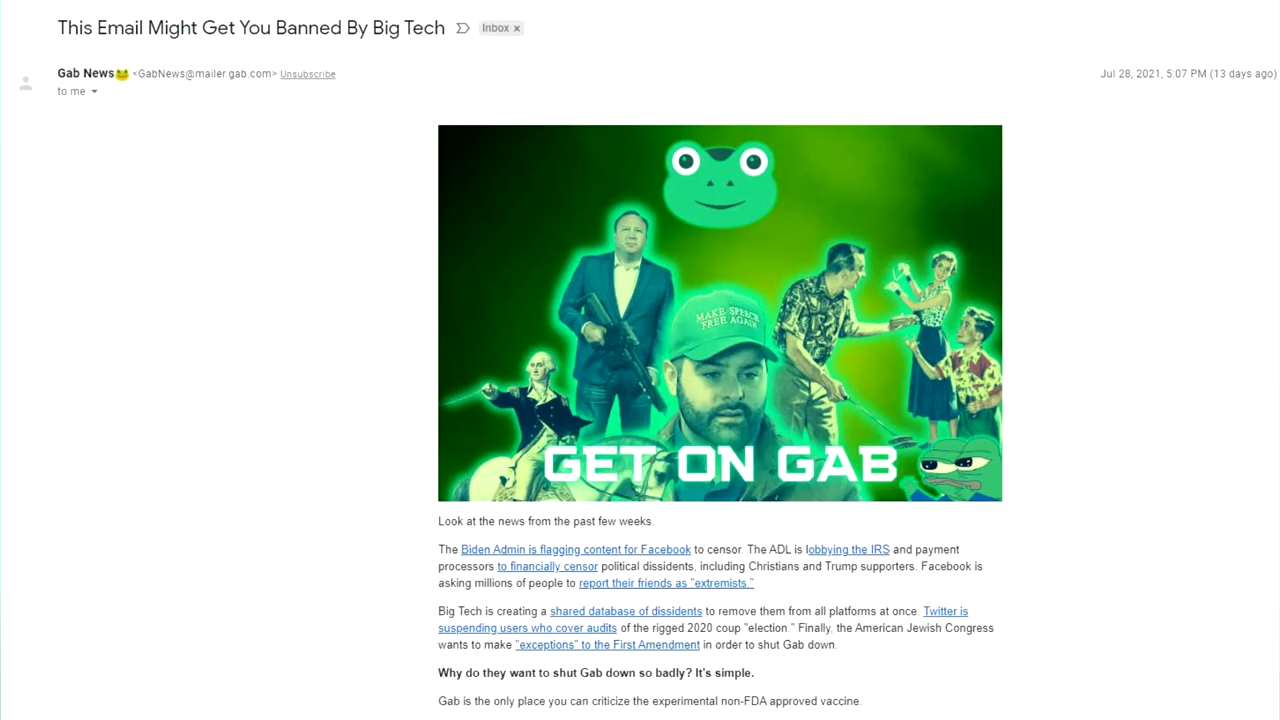 This Email Might Get You Banned By Big Tech Inbox x
Gab News🐸 <GabNews@mailer.gab.com> Unsubscribe Jul 28, 2021, 5:07 PM (13 days ago)
to me
MAKE SPEECH
FREE AGAIN
GET ON GAB
Look at the news from the past few weeks.
The Biden Admin is flagging content for Facebook to censor. The ADL is lobbying the IRS and payment
processors to financially censor political dissidents, including Christians and Trump supporters. Facebook is
asking millions of people to report their friends as "extremists."
Big Tech is creating a shared database of dissidents to remove them from all platforms at once. Twitter is
suspending users who cover audits of the rigged 2020 coup "election." Finally, the American Jewish Congress
wants to make "exceptions" to the First Amendment in order to shut Gab down.
Why do they want to shut Gab down so badly? It's simple.
Gab is the only place you can criticize the experimental non-FDA approved vaccine.